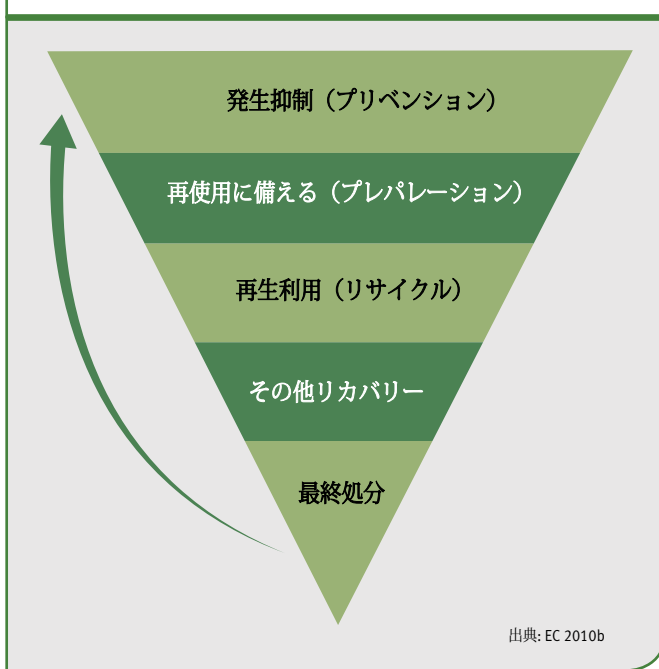 発生抑制（プリベンション）
再使用に備える（プレパレーション）
再生利用（リサイクル）
その他リカバリー
最終処分
出典: EC 2010b